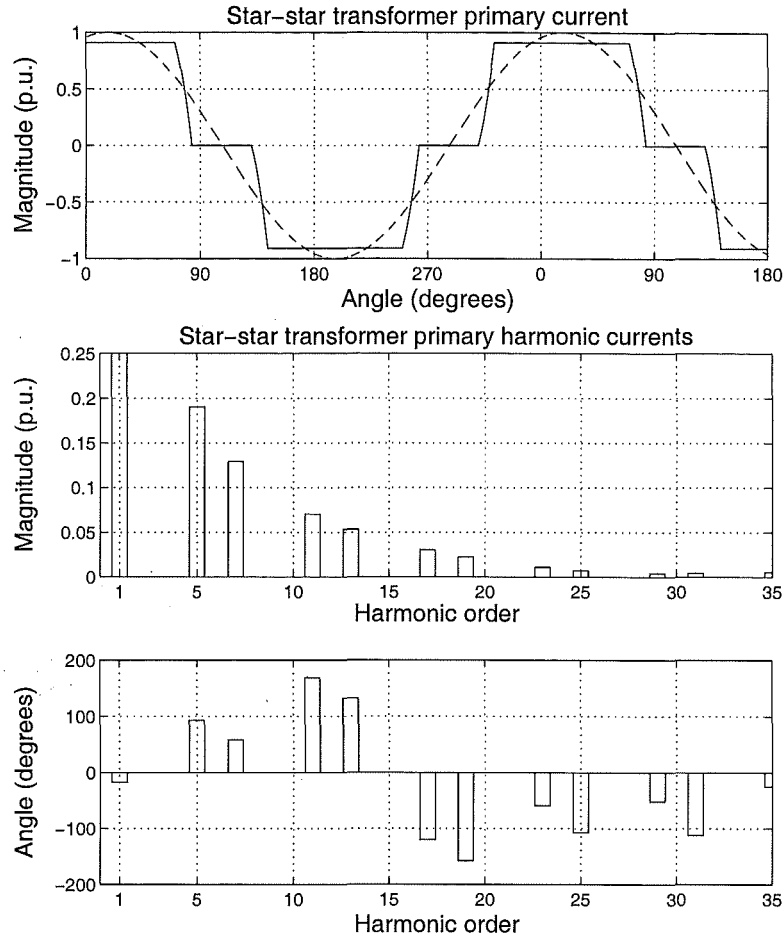 Star–star transformer primary current
Magnitude (p.u.)
1
0.5
0
−0.5
−1
0 90 180 270 0 90 180
Angle (degrees)
Star–star transformer primary harmonic currents
Magnitude (p.u.)
0.25
0.2
0.15
0.1
0.05
0
1 5 10 15 20 25 30 35
Harmonic order
Angle (degrees)
200
100
0
−100
−200
1 5 10 15 20 25 30 35
Harmonic order